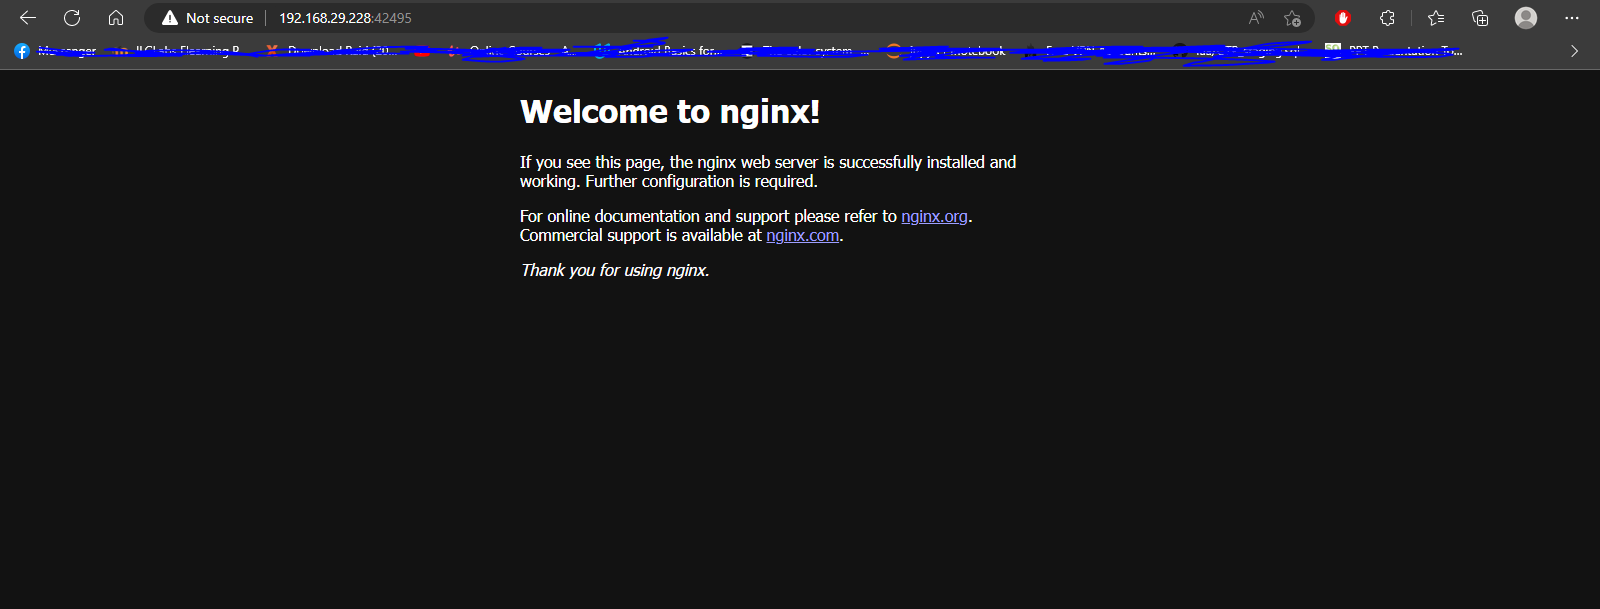 Not secure 192.168.29.228:42495
Welcome to nginx!
If you see this page, the nginx web server is successfully installed and
working. Further configuration is required.
For online documentation and support please refer to nginx.org.
Commercial support is available at nginx.com.
Thank you for using nginx.